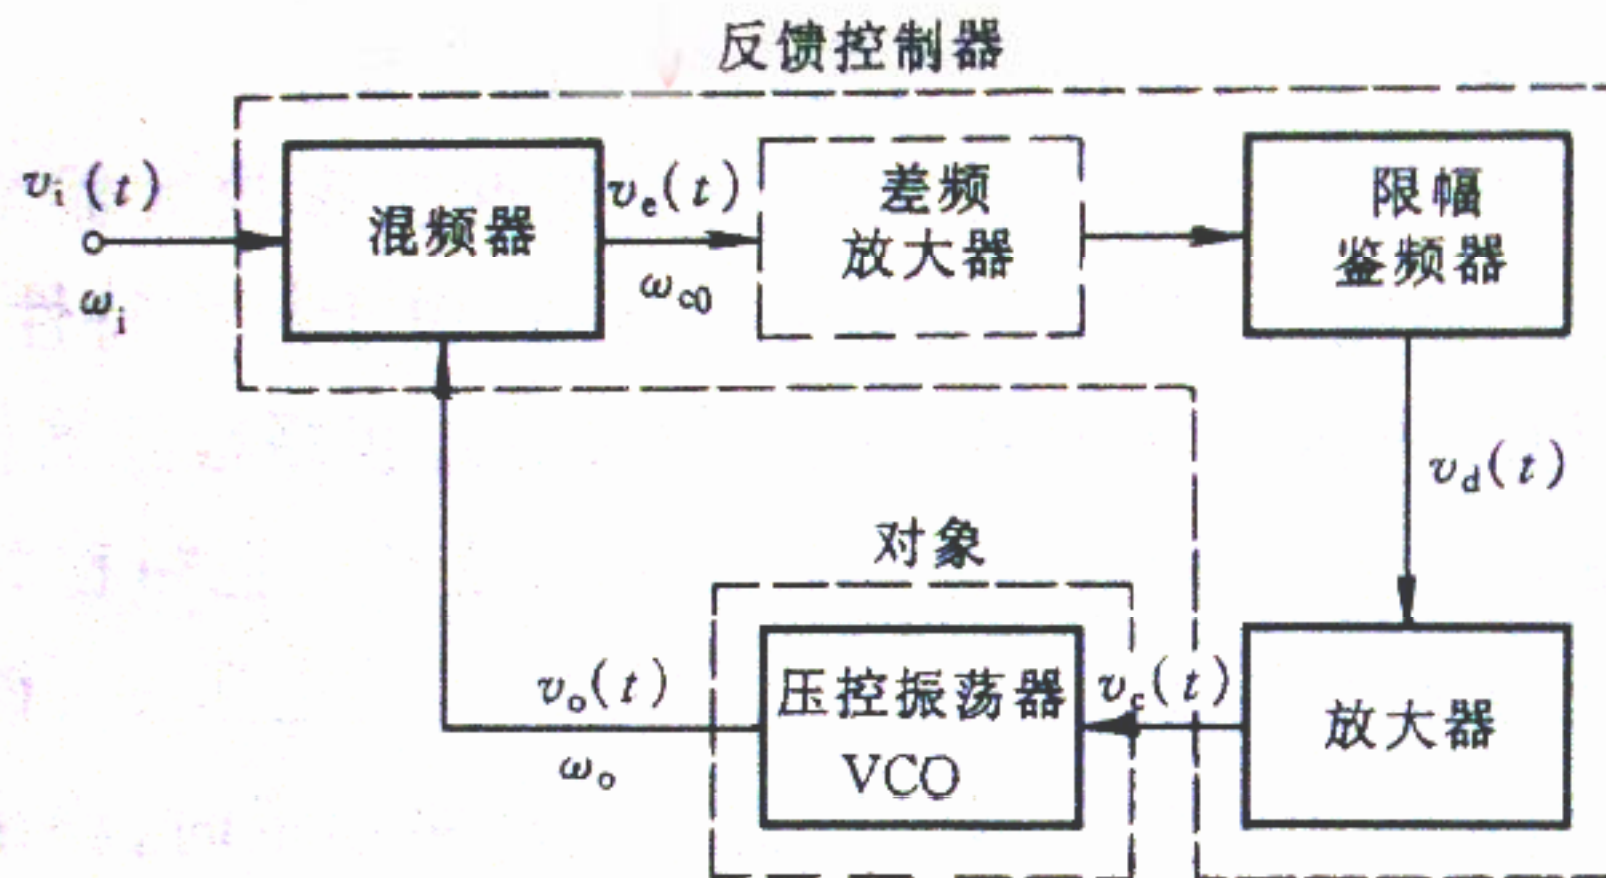 反馈控制器
v_i(t)
ω_i
混频器
v_e(t)
ω_c0
差频
放大器
限幅
鉴频器
v_d(t)
对象
v_o(t)
ω_o
压控振荡器
VCO
v_c(t)
放大器